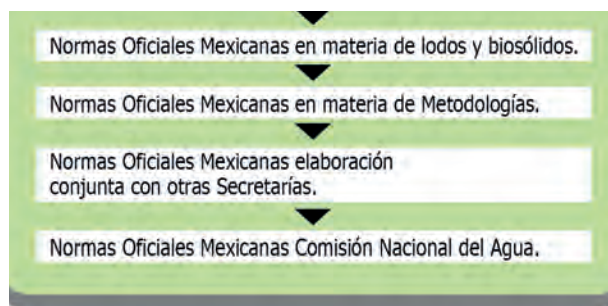 Normas Oficiales Mexicanas en materia de lodos y biosólidos.
Normas Oficiales Mexicanas en materia de Metodologías.
Normas Oficiales Mexicanas elaboración
conjunta con otras Secretarías.
Normas Oficiales Mexicanas Comisión Nacional del Agua.